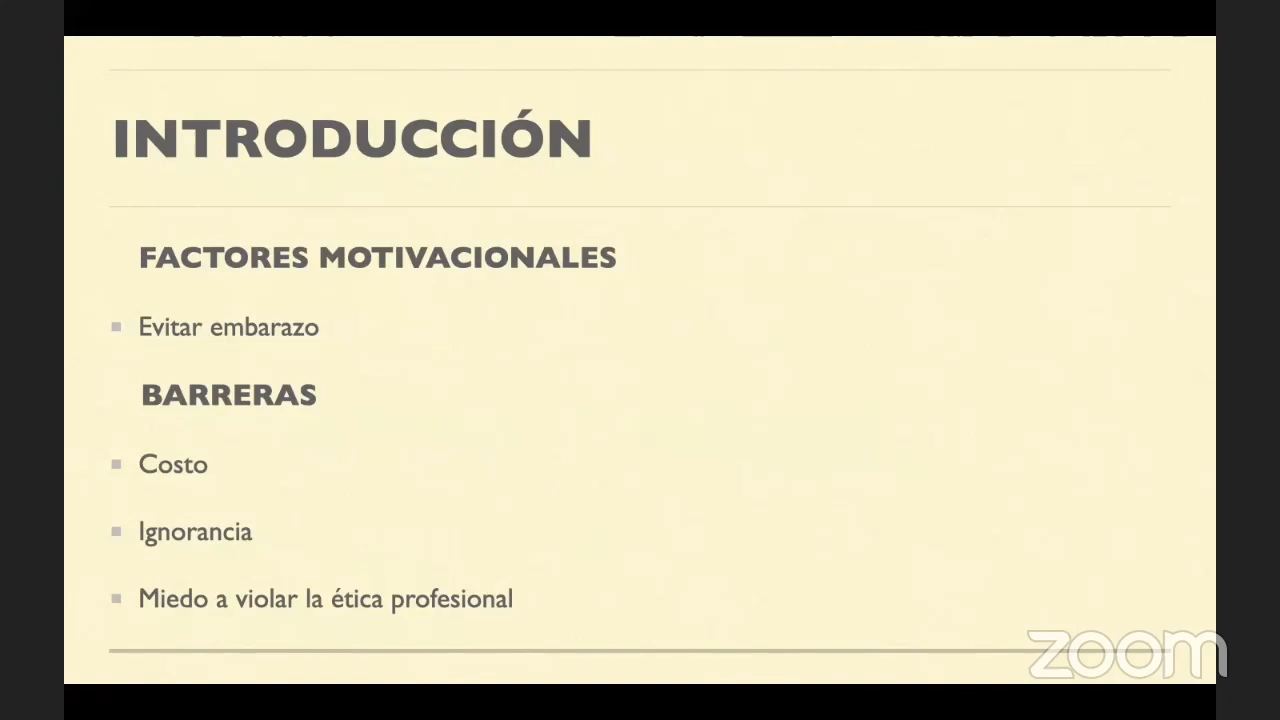 INTRODUCCIÓN
FACTORES MOTIVACIONALES
Evitar embarazo
BARRERAS
Costo
Ignorancia
Miedo a violar la ética profesional
zoom